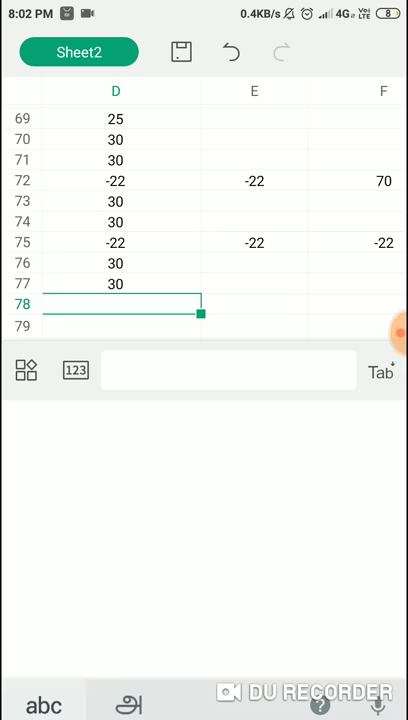 8:02 PM 0.4KB/s 4G VoLTE 8
Sheet2
D E F
69 25
70 30
71 30
72 -22 -22 70
73 30
74 30
75 -22 -22 -22
76 30
77 30
78
79
123 Tab
DU RECORDER
abc அ ?